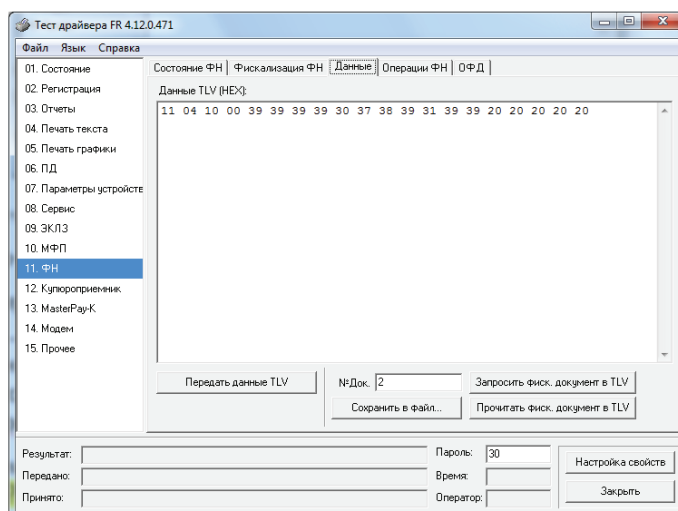 Тест драйвера FR 4.12.0.471
Файл Язык Справка
01. Состояние
02. Регистрация
03. Отчеты
04. Печать текста
05. Печать графики
06. ПД
07. Параметры устройств
08. Сервис
09. ЭКЛЗ
10. МФП
11. ФН
12. Купюроприемник
13. MasterPay-K
14. Модем
15. Прочее
Состояние ФН Фискализация ФН Данные Операции ФН ОФД
Данные TLV (HEX):
11 04 10 00 39 39 39 39 30 37 38 39 31 39 39 20 20 20 20 20
Передать данные TLV
№Док. 2
Запросить фиск. документ в TLV
Сохранить в файл...
Прочитать фиск. документ в TLV
Результат:
Передано:
Принято:
Пароль: 30
Время:
Оператор:
Настройка свойств
Закрыть